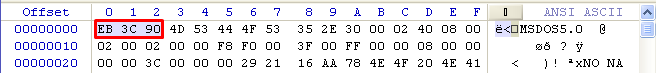 Offset 0 1 2 3 4 5 6 7 8 9 A B C D E F ANSI ASCII
00000000 EB 3C 90 4D 53 44 4F 53 35 2E 30 00 02 40 08 00 ë< MSDOS5.0 @
00000010 02 00 02 00 00 F8 F0 00 3F 00 FF 00 00 08 00 00 øð ? ÿ
00000020 00 00 3C 00 00 00 29 21 16 AA 78 4E 4F 20 4E 41 < )! ªxNO NA